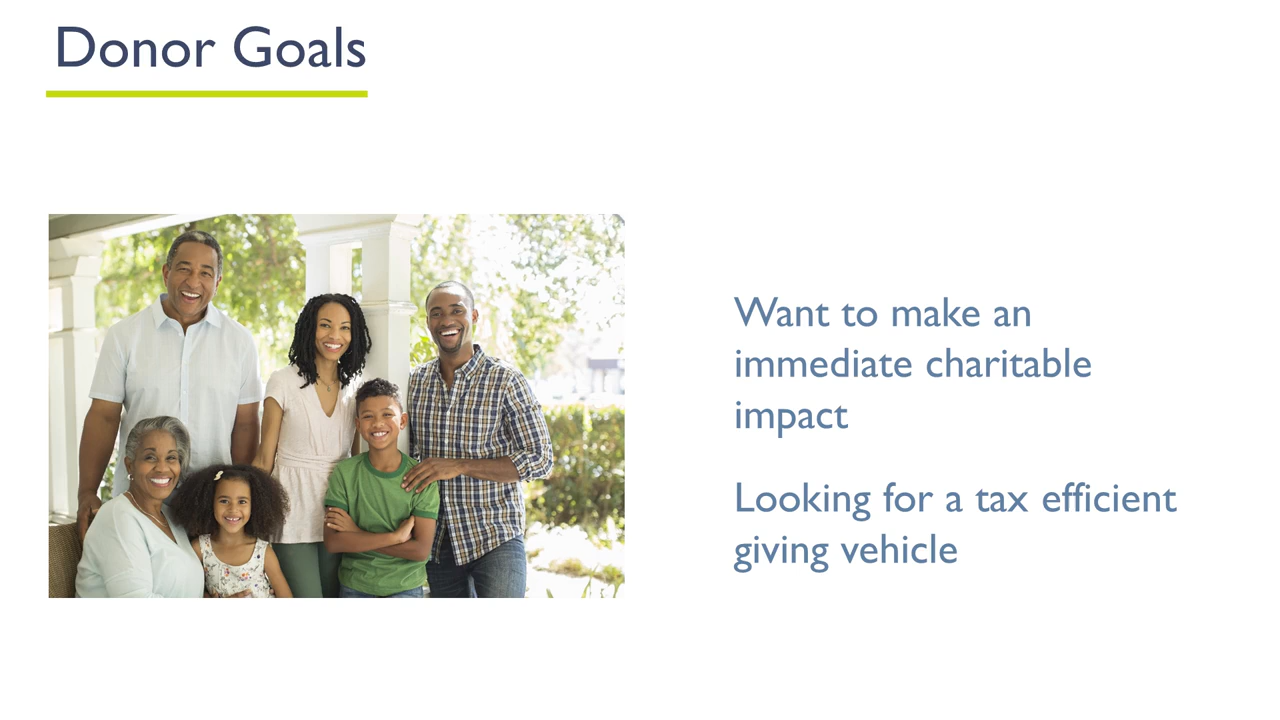 Donor Goals
Want to make an
immediate charitable
impact
Looking for a tax efficient
giving vehicle